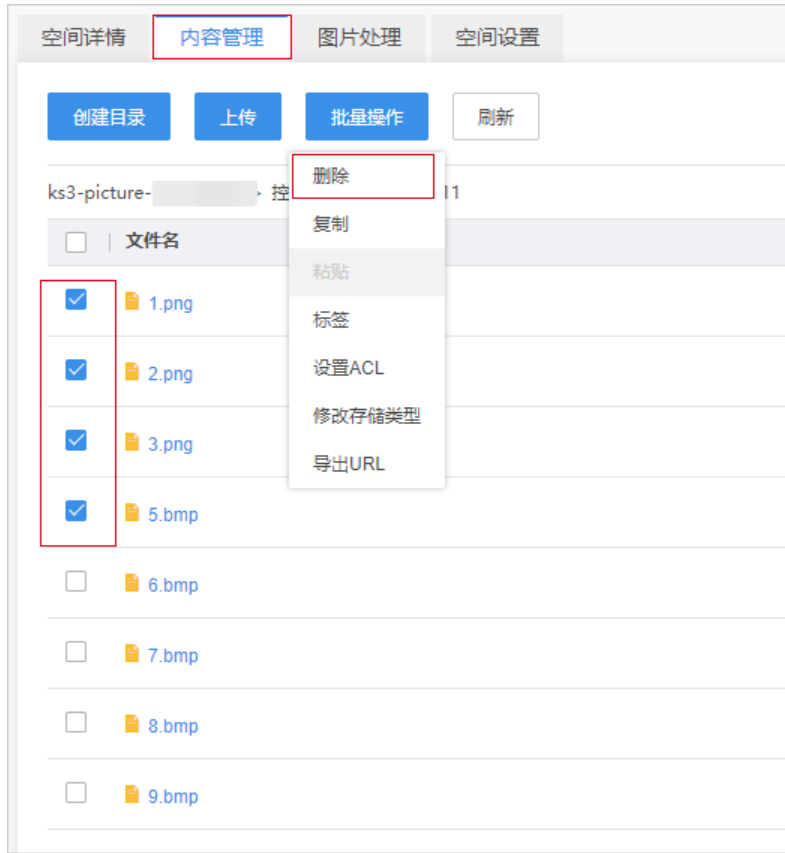 空间详情 内容管理 图片处理 空间设置
创建目录 上传 批量操作 刷新
删除
ks3-picture- 控 11
复制
文件名
粘贴
1.png
标签
2.png
设置ACL
修改存储类型
3.png
导出URL
5.bmp
6.bmp
7.bmp
8.bmp
9.bmp